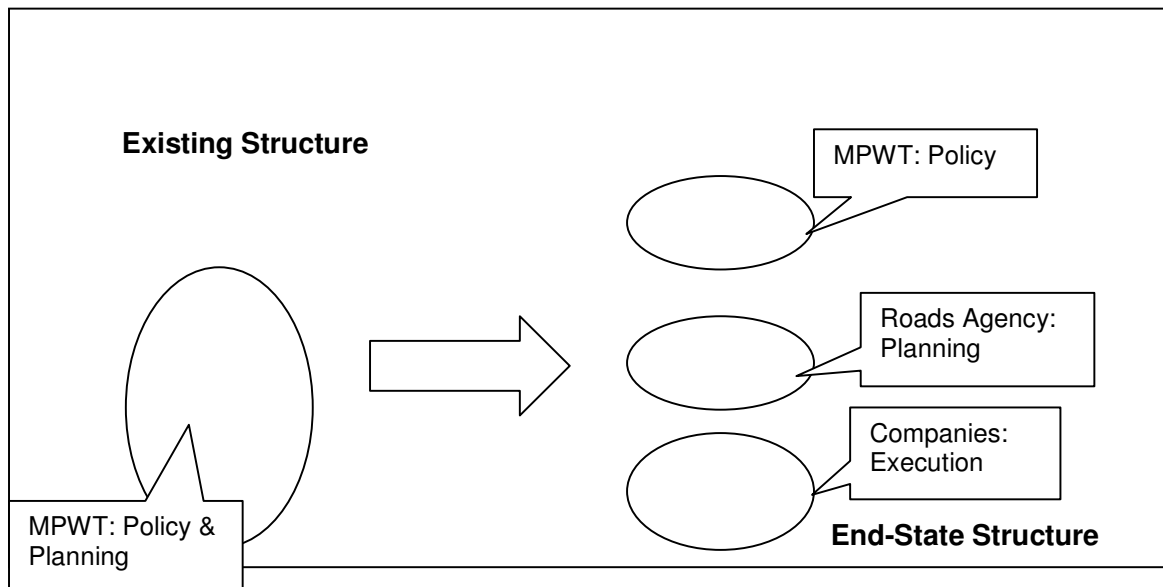 Existing Structure
MPWT: Policy &
Planning
MPWT: Policy
Roads Agency:
Planning
Companies:
Execution
End-State Structure